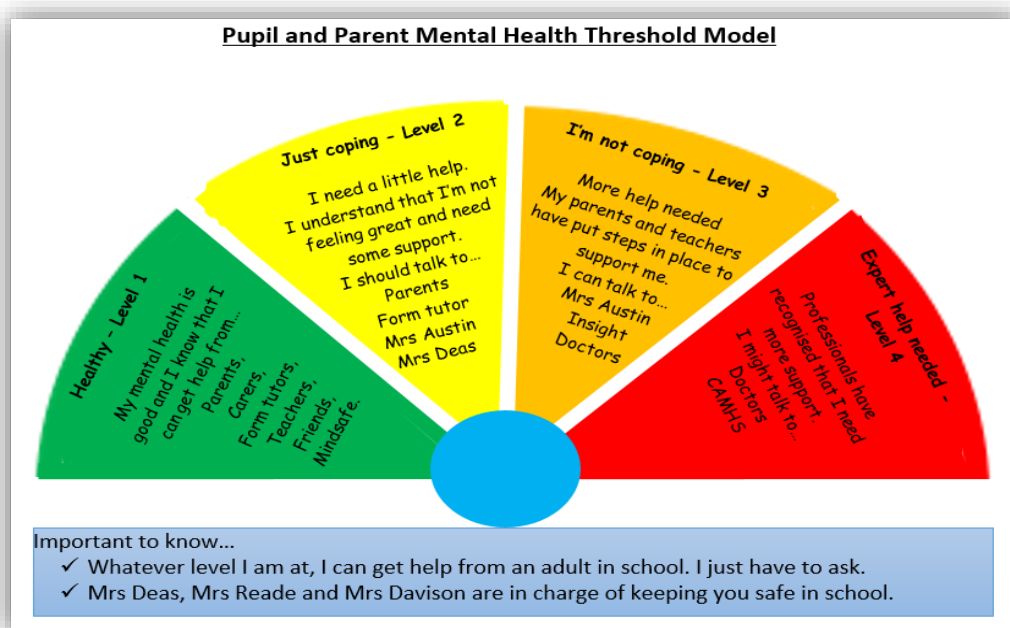 Pupil and Parent Mental Health Threshold Model
Healthy - Level 1
My mental health is
good and I know that I
can get help from...
Parents,
Carers,
Form tutors,
Teachers,
Friends,
Mindsafe.
Just coping - Level 2
I need a little help.
I understand that I'm not
feeling great and need
some support.
I should talk to...
Parents
Form tutor
Mrs Austin
Mrs Deas
I'm not coping - Level 3
More help needed
My parents and teachers
have put steps in place to
support me.
I can talk to...
Mrs Austin
Insight
Doctors
Expert help needed -
Level 4
Professionals have
recognised that I need
more support.
I might talk to...
Doctors
CAMHS
Important to know...
✓ Whatever level I am at, I can get help from an adult in school. I just have to ask.
✓ Mrs Deas, Mrs Reade and Mrs Davison are in charge of keeping you safe in school.